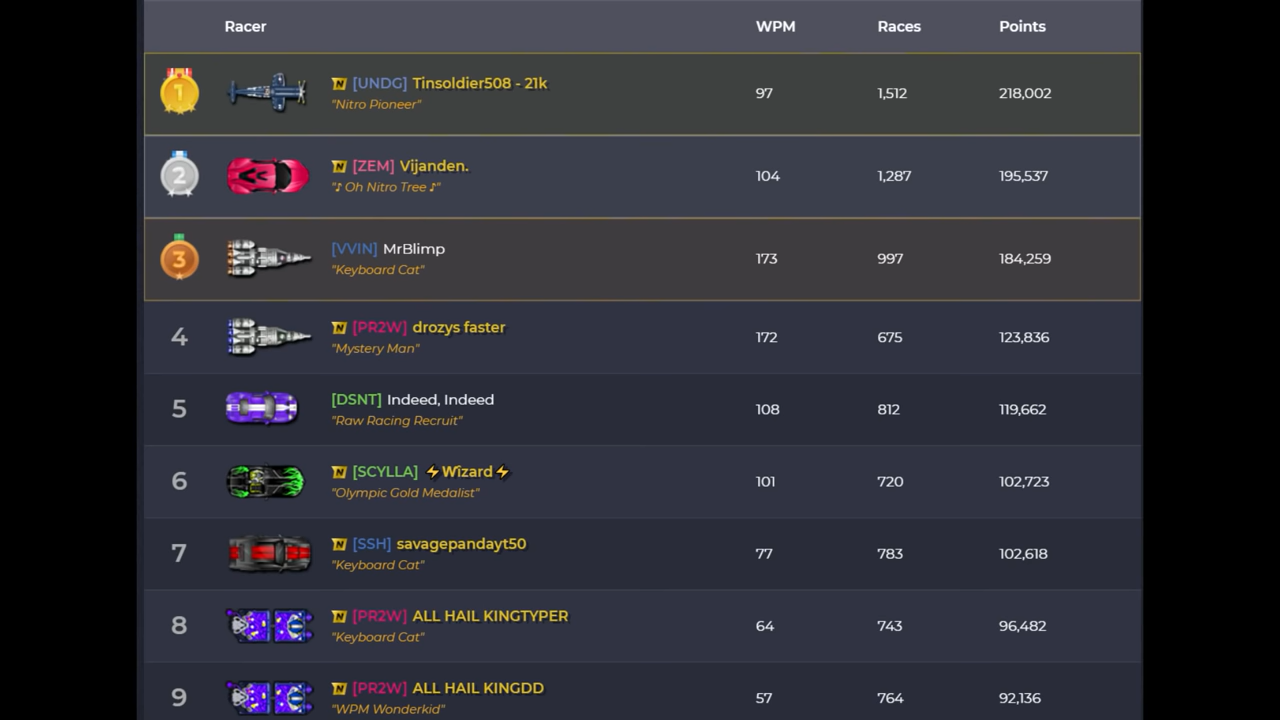 Racer WPM Races Points
1 N [UNDG] Tinsoldier508 - 21k 97 1,512 218,002
"Nitro Pioneer"
2 N [ZEM] Vijanden. 104 1,287 195,537
"♪ Oh Nitro Tree ♪"
3 [VVIN] MrBlimp 173 997 184,259
"Keyboard Cat"
4 N [PR2W] drozys faster 172 675 123,836
"Mystery Man"
5 [DSNT] Indeed, Indeed 108 812 119,662
"Raw Racing Recruit"
6 N [SCYLLA] ⚡Wizard⚡ 101 720 102,723
"Olympic Gold Medalist"
7 N [SSH] savagepandayt50 77 783 102,618
"Keyboard Cat"
8 N [PR2W] ALL HAIL KINGTYPER 64 743 96,482
"Keyboard Cat"
9 N [PR2W] ALL HAIL KINGDD 57 764 92,136
"WPM Wonderkid"